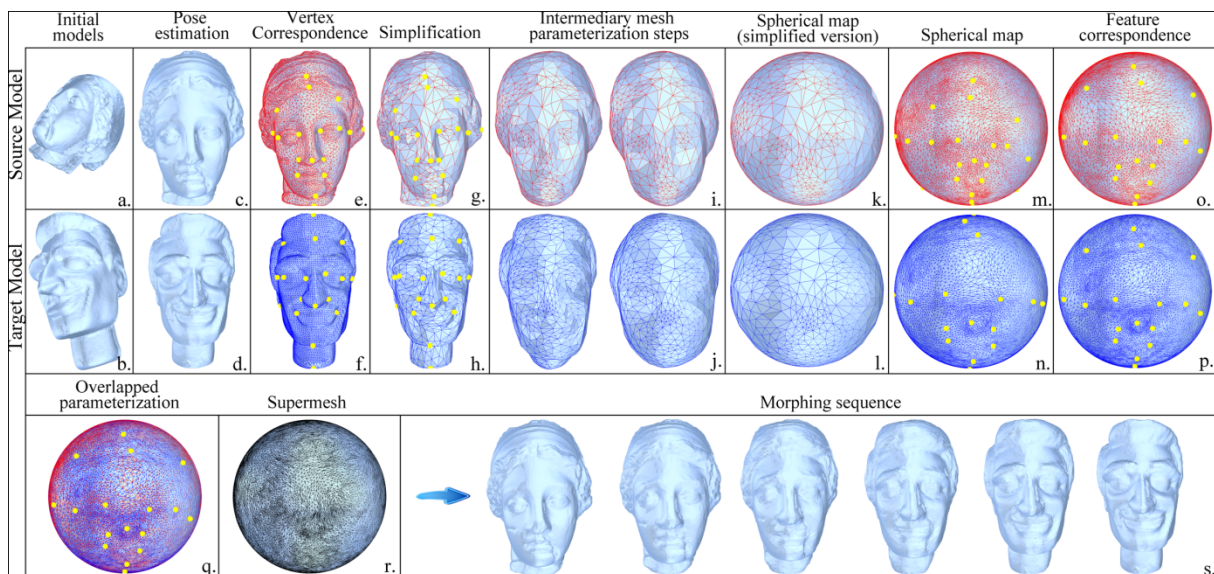 Initial
models
Pose
estimation
Vertex
Correspondence
Simplification
Intermediary mesh
parameterization steps
Spherical map
(simplified version)
Spherical map
Feature
correspondence
Source Model
a.
c.
e.
g.
i.
k.
m.
o.
Target Model
b.
d.
f.
h.
j.
l.
n.
p.
Overlapped
parameterization
Supermesh
Morphing sequence
q.
r.
s.